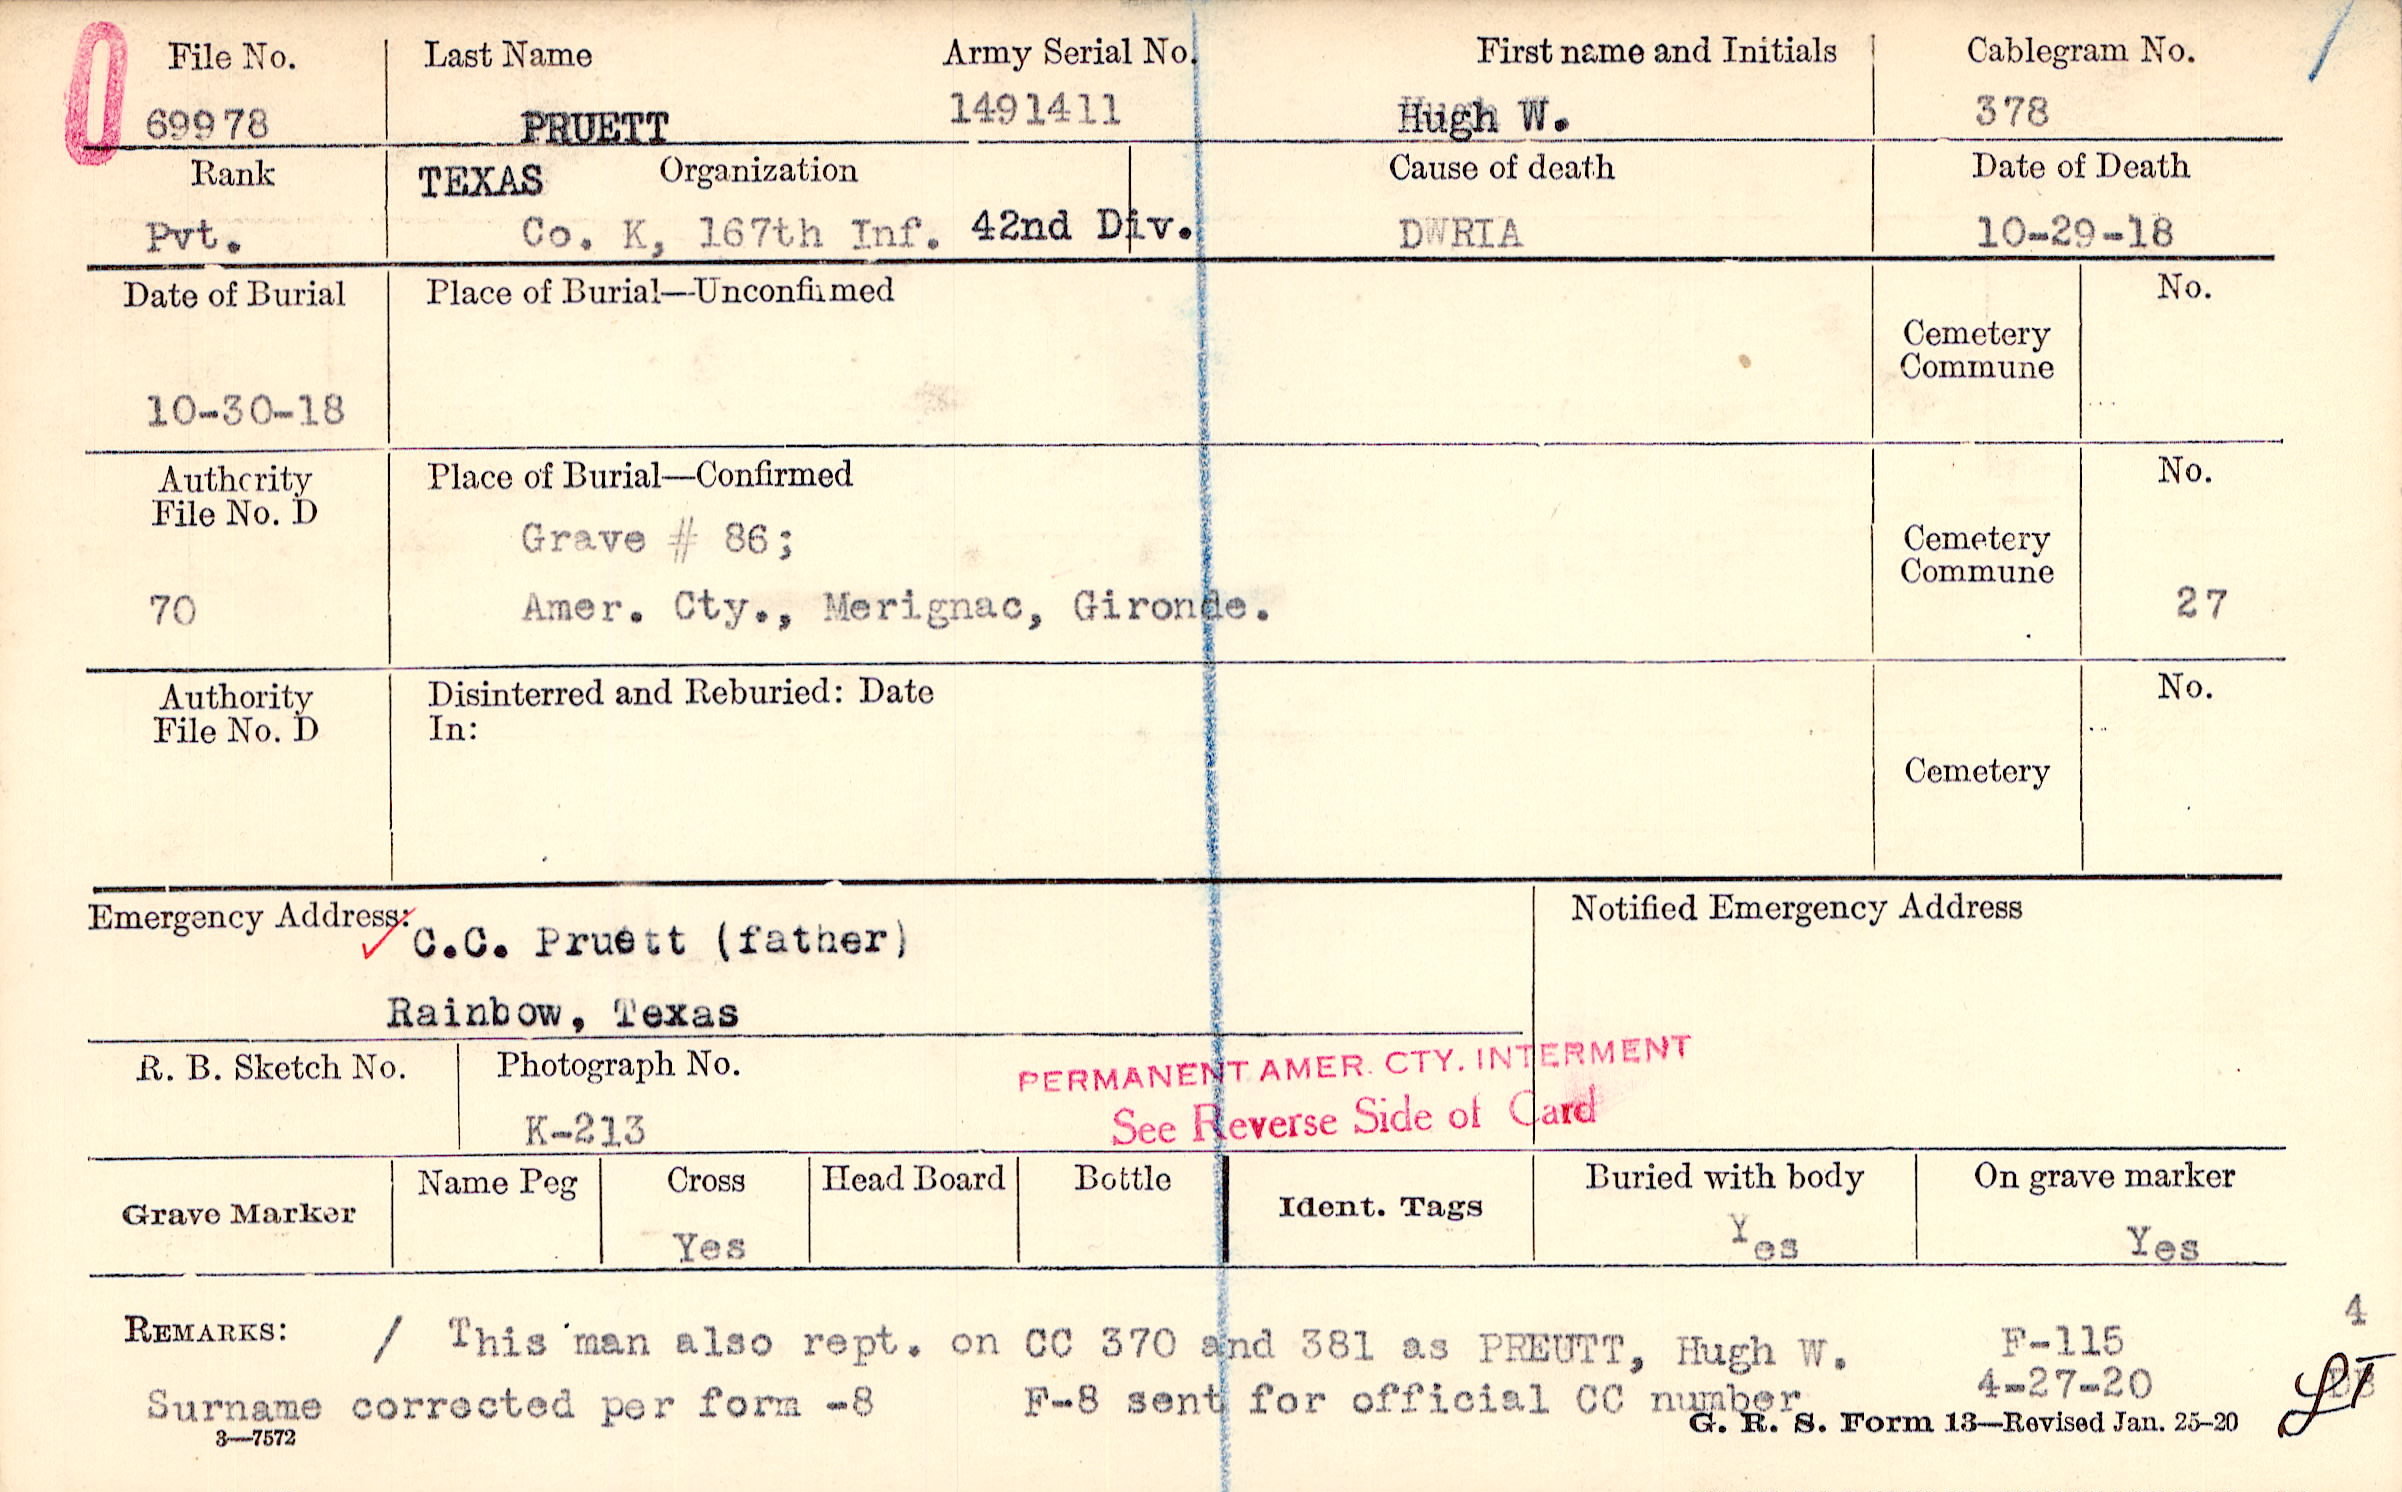 File No. Last Name Army Serial No. First name and Initials Cablegram No.
69978 PRUETT 1491411 Hugh W. 378
Rank TEXAS Organization Cause of death Date of Death
Pvt. Co. K, 167th Inf. 42nd Div. DWRIA 10-29-18
Date of Burial Place of Burial—Unconfirmed No.
Cemetery
Commune
10-30-18
Authority Place of Burial—Confirmed No.
File No. D
Grave # 86; Cemetery
Commune
70 Amer. Cty., Merignac, Gironde. 27
Authority Disinterred and Reburied: Date No.
File No. D In:
Cemetery
Emergency Address: C.C. Pruett (father) Notified Emergency Address
Rainbow, Texas
R. B. Sketch No. Photograph No. PERMANENT AMER. CTY. INTERMENT
K-213 See Reverse Side of Card
Grave Marker Name Peg Cross Head Board Bottle Ident. Tags Buried with body On grave marker
Yes Yes Yes
4
REMARKS: / This man also rept. on CC 370 and 381 as PREUTT, Hugh W. F-115
4-27-20
Surname corrected per form -8 F-8 sent for official CC number
3—7572 G. R. S. Form 13—Revised Jan. 25-20